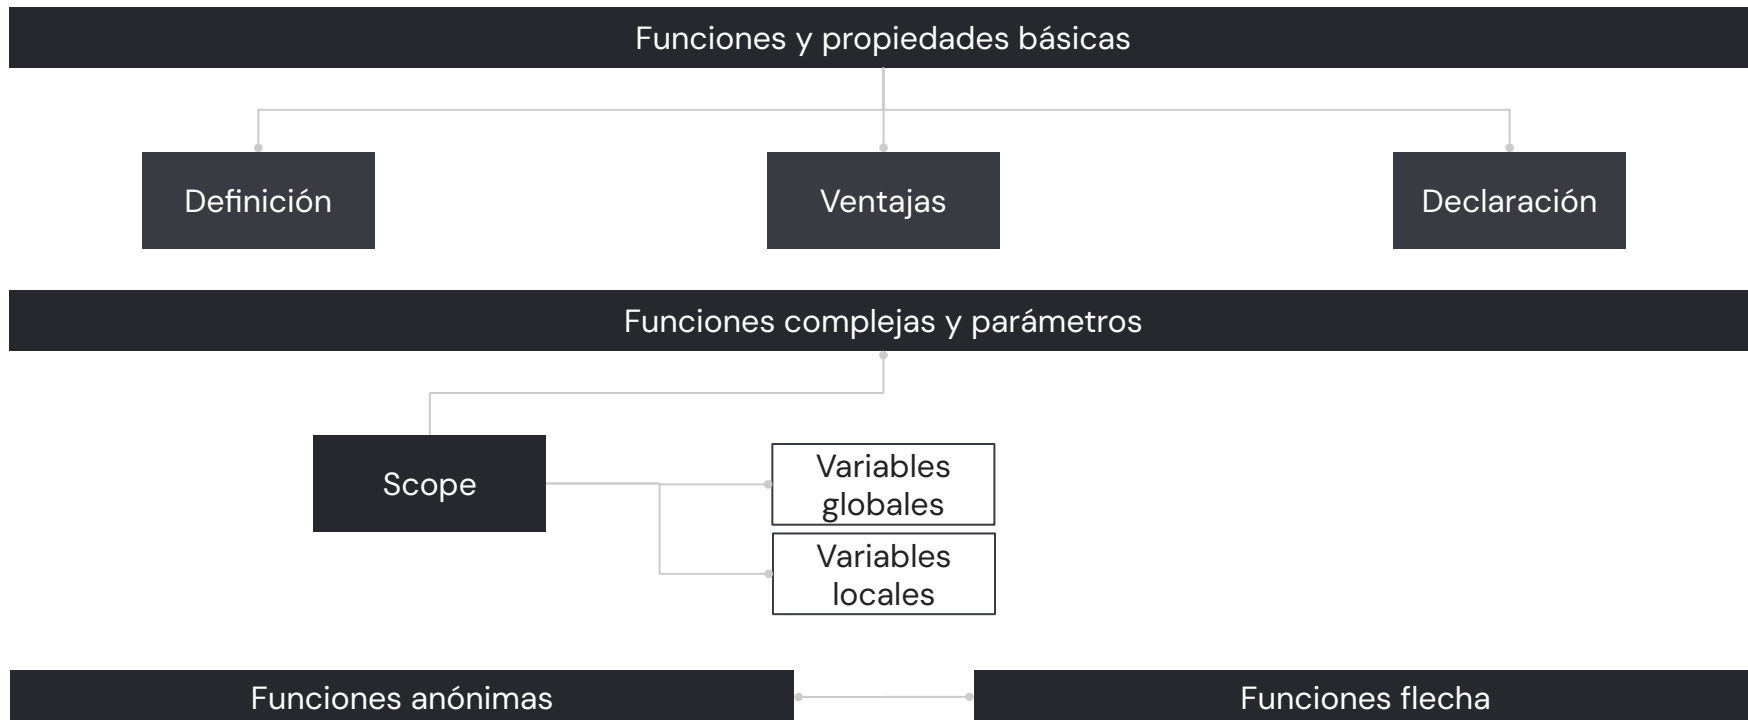 Funciones y propiedades básicas
Definición
Ventajas
Declaración
Funciones complejas y parámetros
Scope
Variables
globales
Variables
locales
Funciones anónimas
Funciones flecha